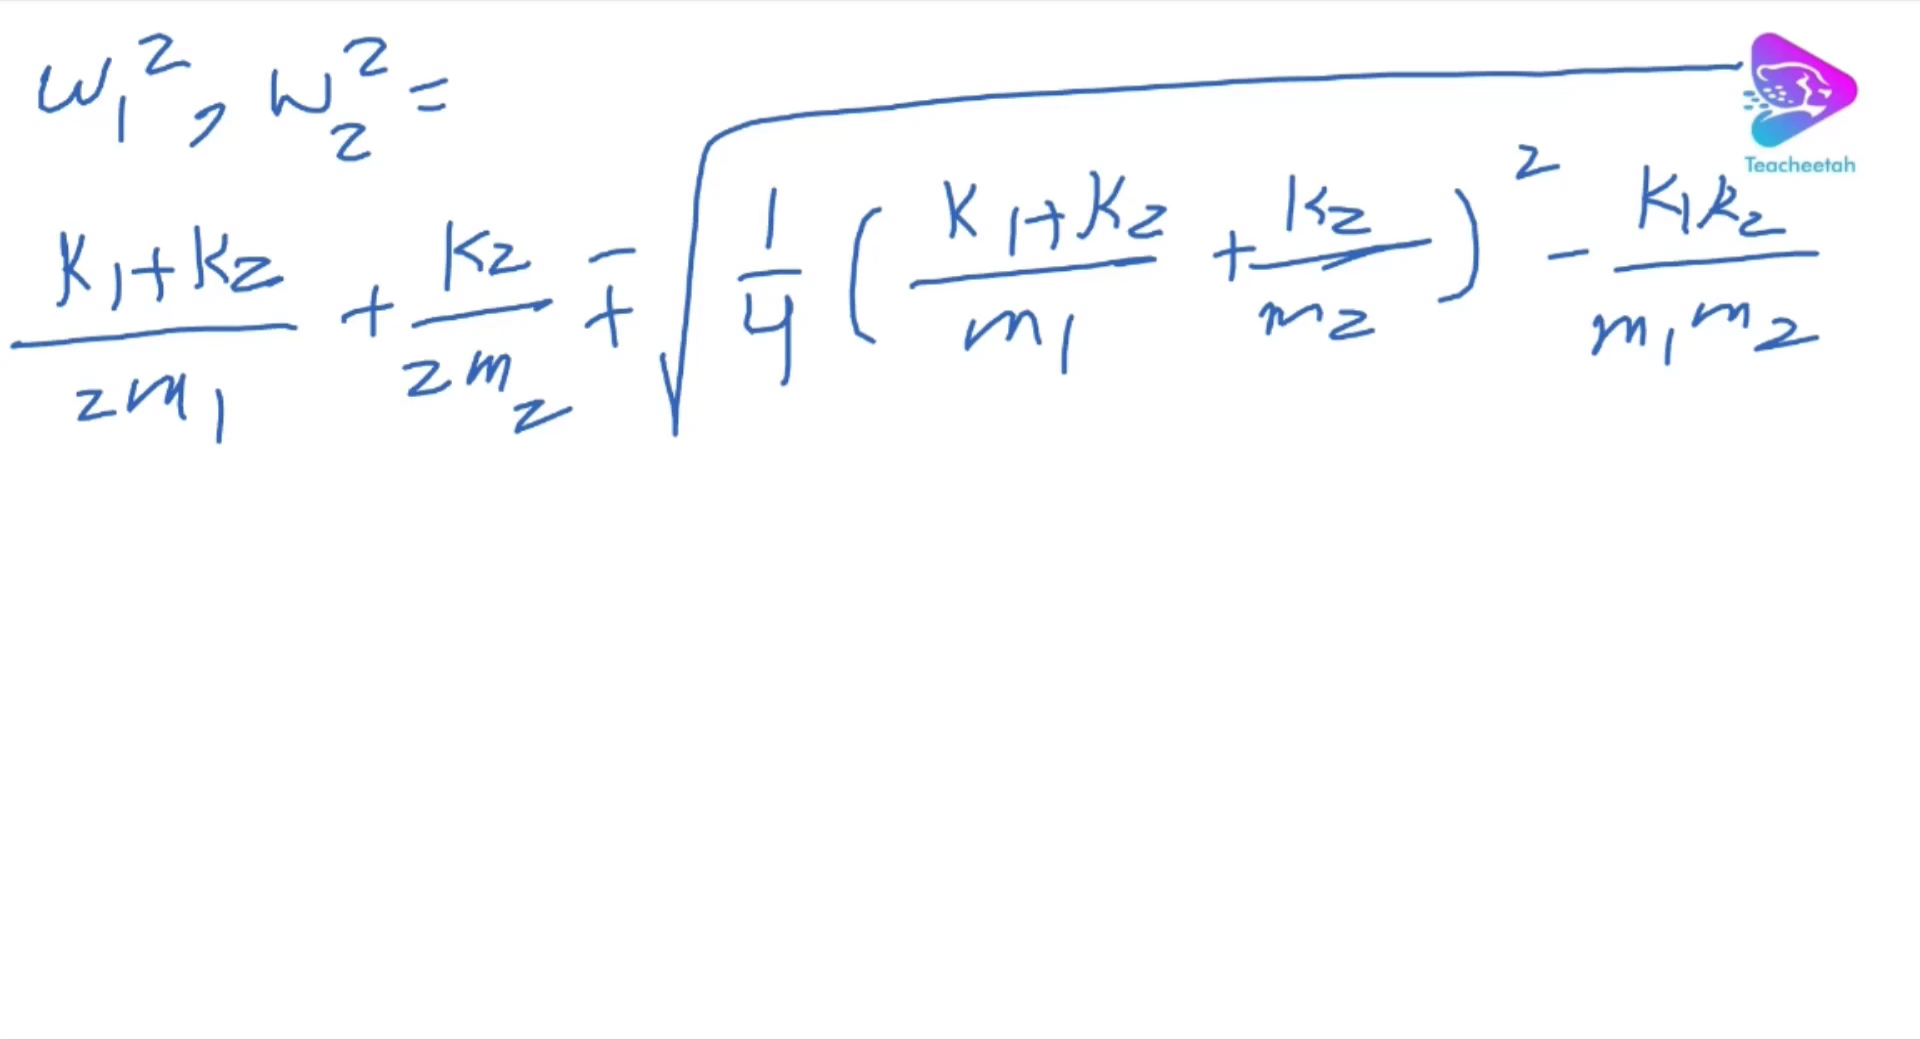 ω₁², ω₂² =
Teacheetah
(k₁+k₂)/(2m₁) + k₂/(2m₂) ∓ √(1/4 ((k₁+k₂)/m₁ + k₂/m₂)² − k₁k₂/(m₁m₂))